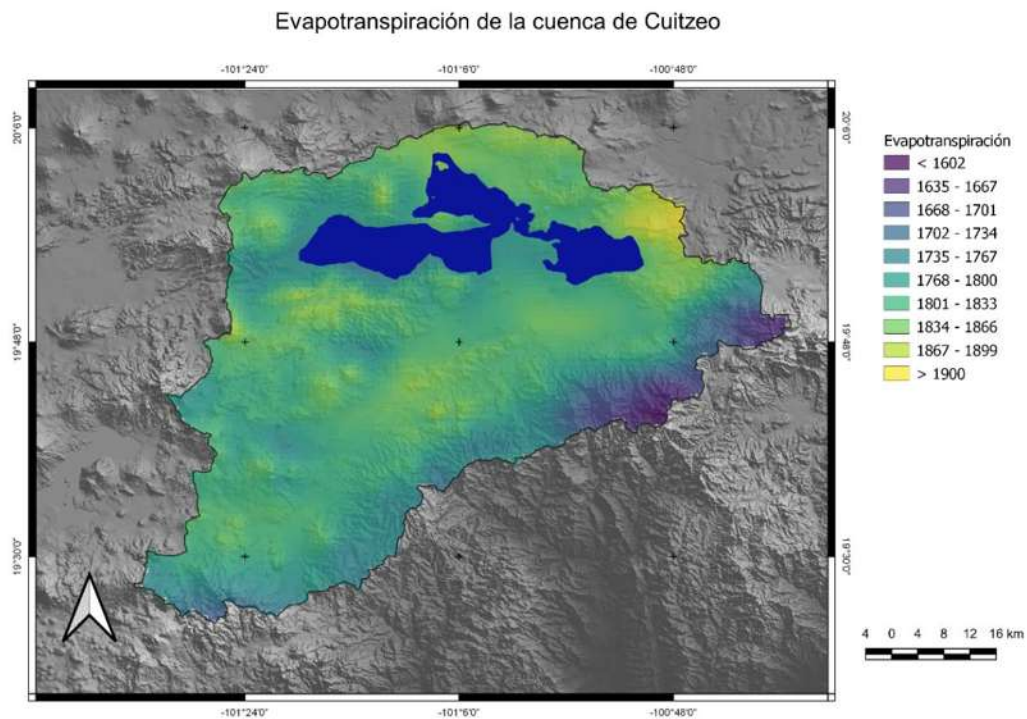 Evapotranspiración de la cuenca de Cuitzeo
-101°24'0" -101°6'0" -100°48'0"
20°6'0" 20°6'0"
Evapotranspiración
< 1602
1635 - 1667
1668 - 1701
1702 - 1734
1735 - 1767
1768 - 1800
1801 - 1833
1834 - 1866
1867 - 1899
> 1900
19°48'0" 19°48'0"
19°30'0" 19°30'0"
4 0 4 8 12 16 km
-101°24'0" -101°6'0" -100°48'0"